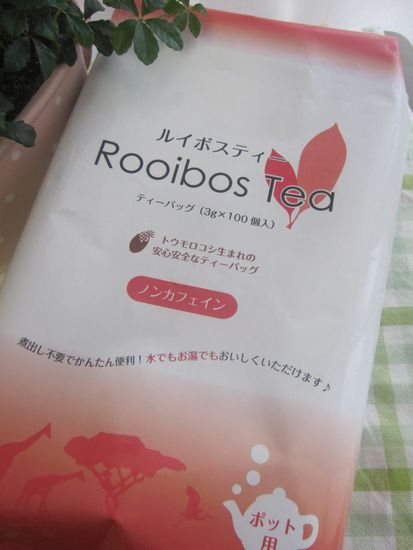 ルイボスティー
Rooibos Tea
ティーバッグ（3g×100個入）
トウモロコシ生まれの
安心安全なティーバッグ
ノンカフェイン
煮出し不要でかんたん便利！水でもお湯でもおいしくいただけます♪
ポット
用